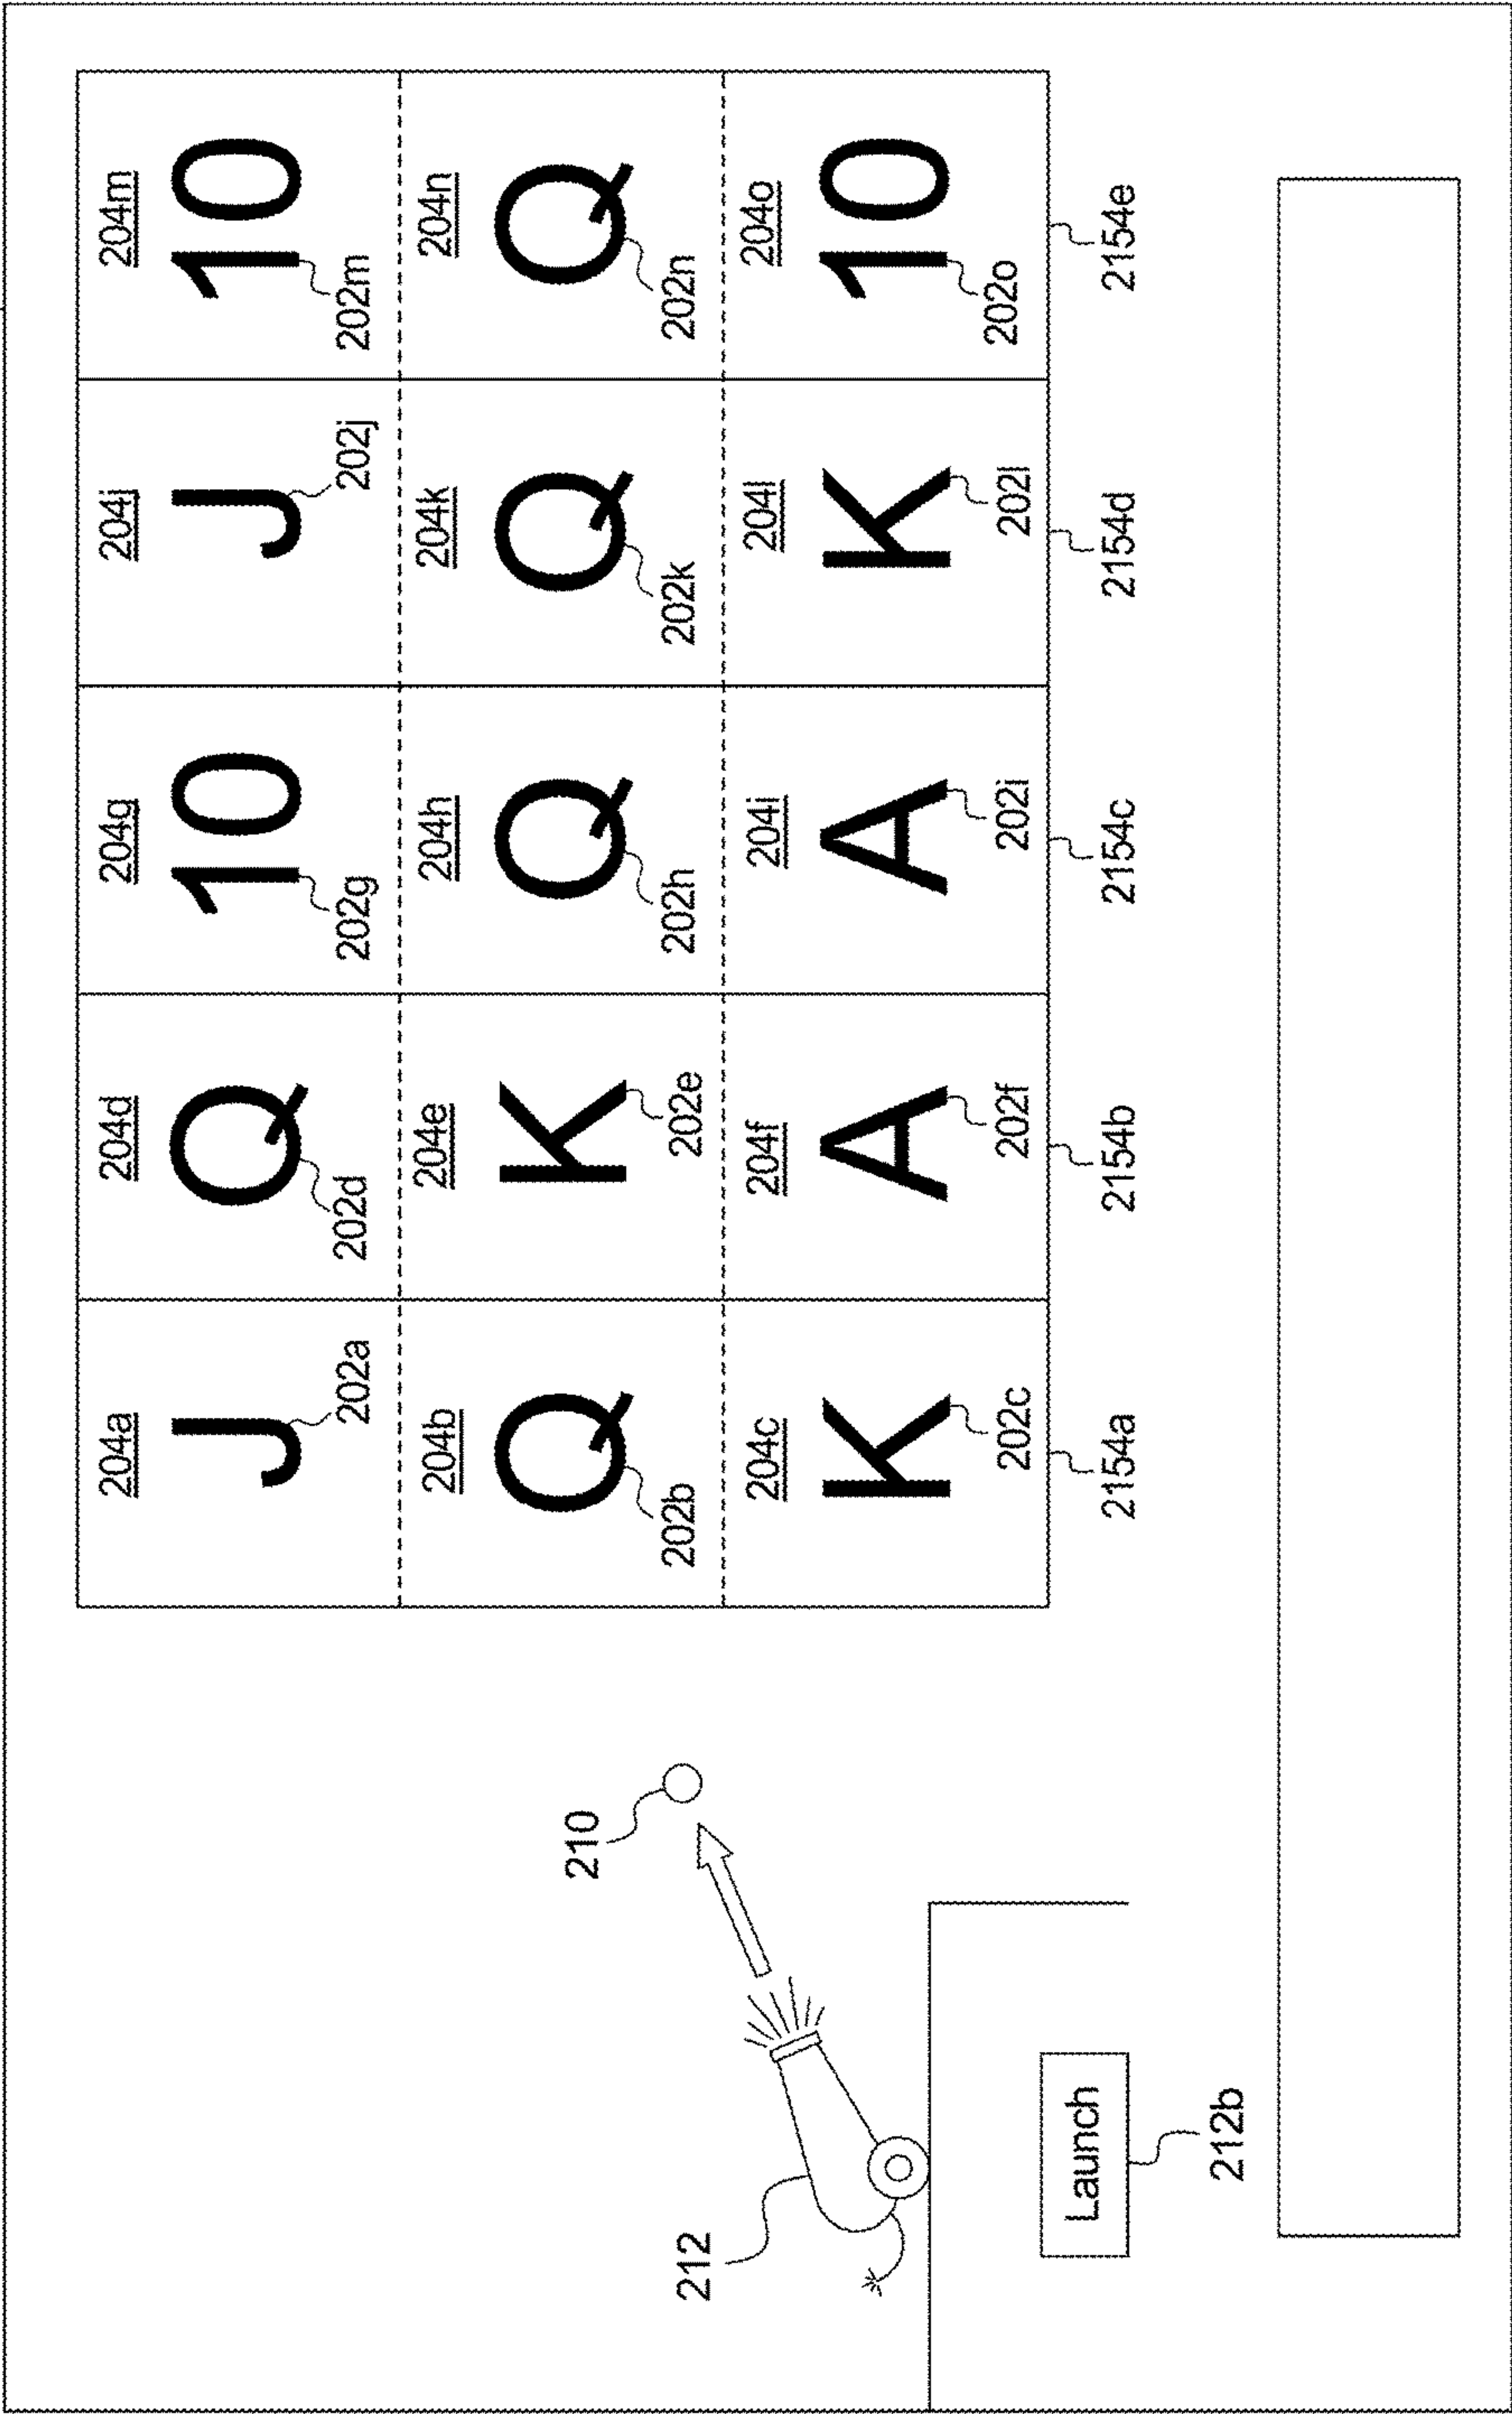 204a 204d 204g 204j 204m
J Q 10 J 10
202a 202d 202g 202j 202m
204b 204e 204h 204k 204n
Q K Q Q Q
202b 202e 202h 202k 202n
204c 204f 204i 204l 204o
K A A K 10
202c 202f 202i 202l 202o
2154a 2154b 2154c 2154d 2154e
210
212
Launch
212b